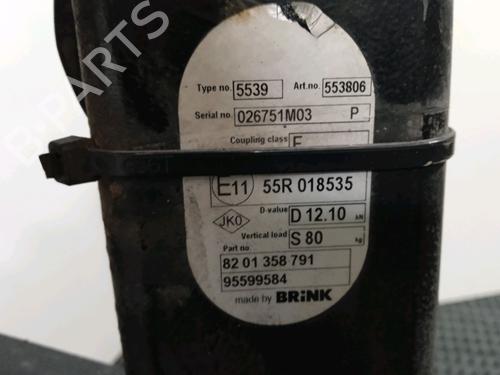 B-PARTS
Type no. 5539 Art.no. 553806
Serial no. 026751M03 P
Coupling class F
E11 55R 018535
JKO D-value D 12.10 kN
Vertical load S 80 kg
Part no
82 01 358 791
95599584
made by BRINK